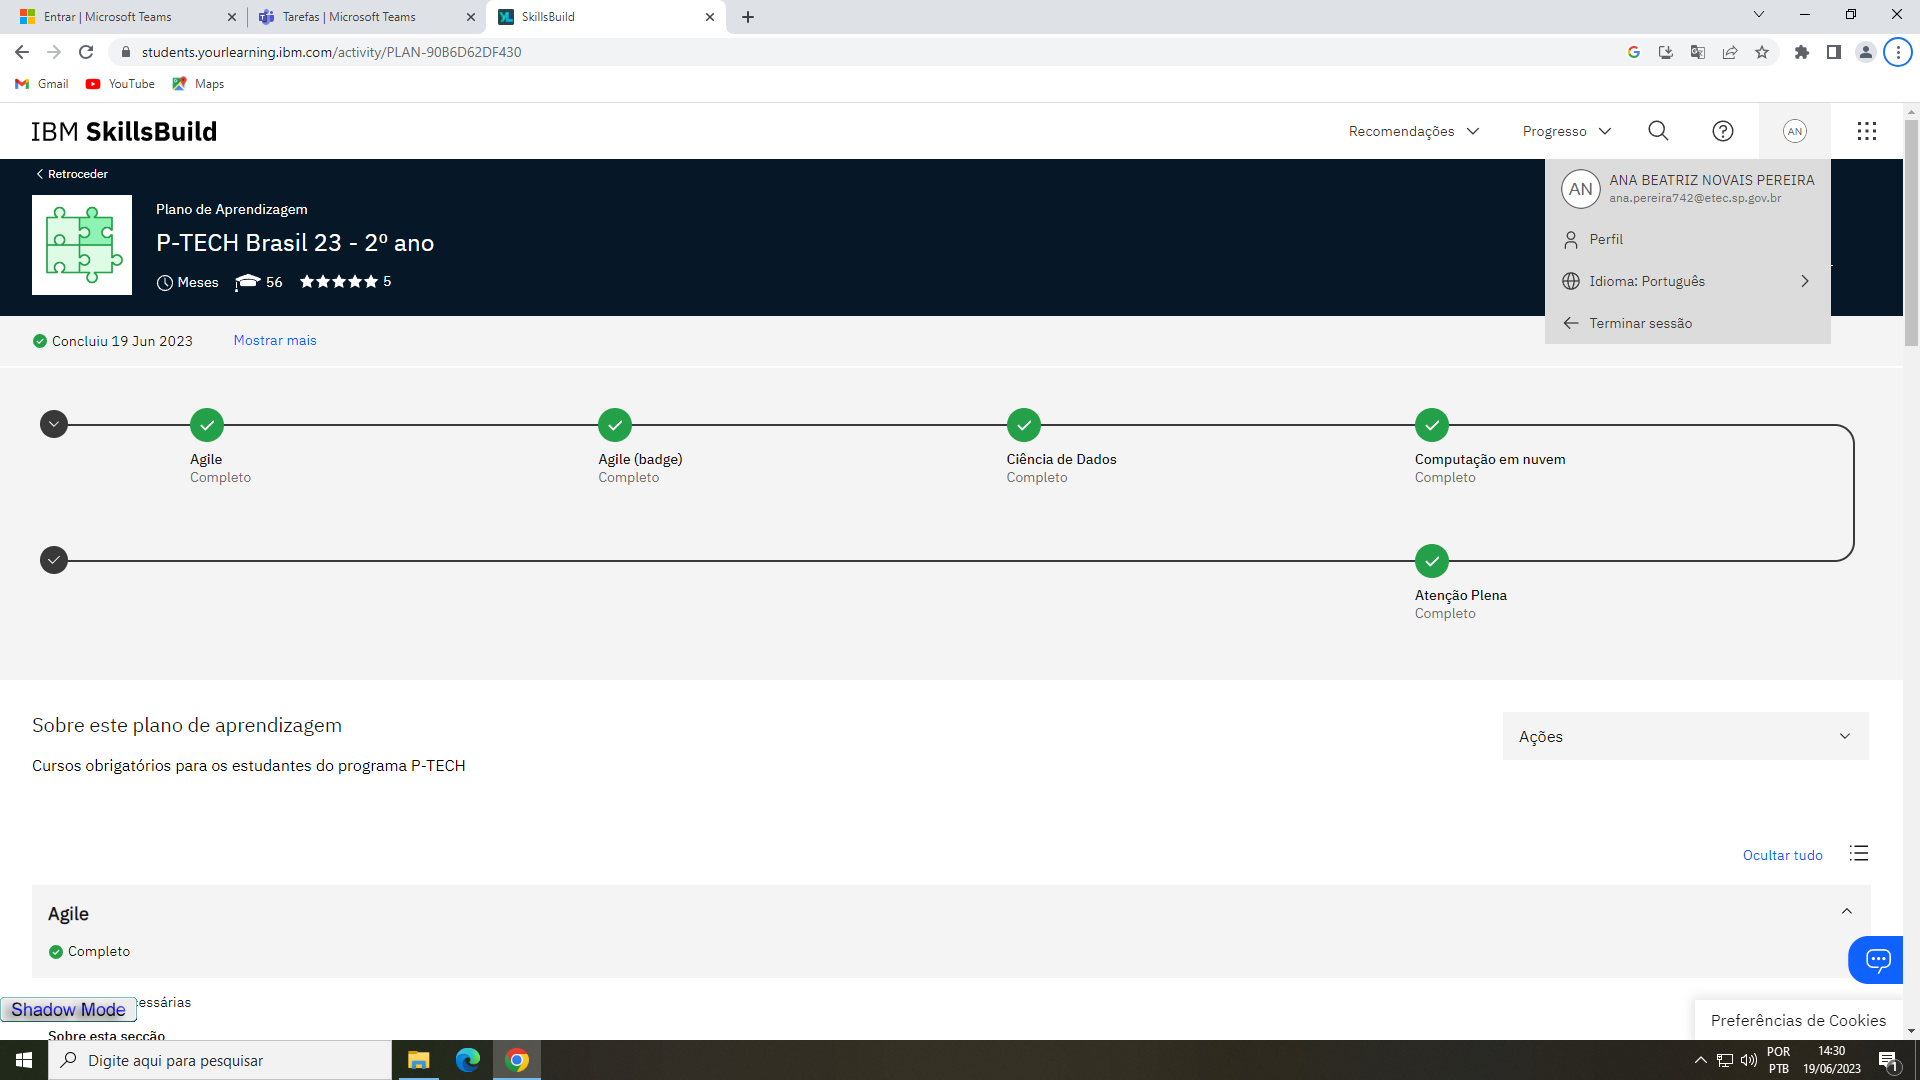 Entrar | Microsoft Teams
Tarefas | Microsoft Teams
SkillsBuild
students.yourlearning.ibm.com/activity/PLAN-90B6D62DF430
Gmail
YouTube
Maps
IBM SkillsBuild
Recomendações
Progresso
AN
Retroceder
Plano de Aprendizagem
P-TECH Brasil 23 - 2º ano
Meses
56
5
AN
ANA BEATRIZ NOVAIS PEREIRA
ana.pereira742@etec.sp.gov.br
Perfil
Idioma: Português
Terminar sessão
Concluiu 19 Jun 2023
Mostrar mais
Agile
Completo
Agile (badge)
Completo
Ciência de Dados
Completo
Computação em nuvem
Completo
Atenção Plena
Completo
Sobre este plano de aprendizagem
Ações
Cursos obrigatórios para os estudantes do programa P-TECH
Ocultar tudo
Agile
Completo
Shadow Mode
cessárias
Sobre esta secção
Preferências de Cookies
Digite aqui para pesquisar
POR
PTB
14:30
19/06/2023
1